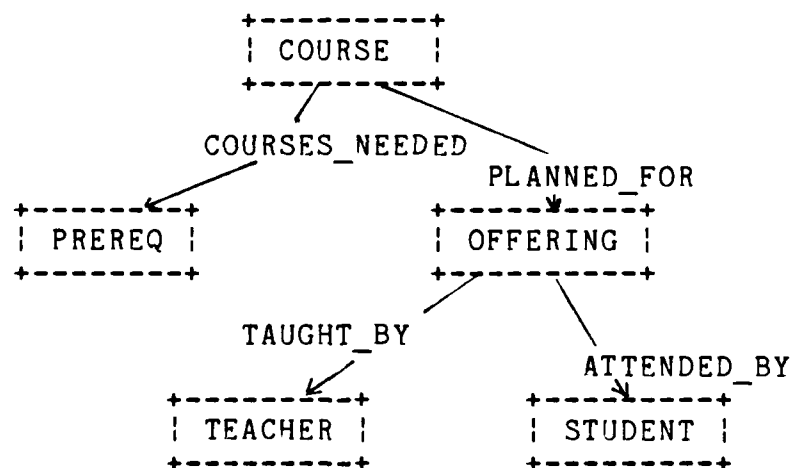 COURSE
COURSES_NEEDED
PLANNED_FOR
PREREQ
OFFERING
TAUGHT_BY
ATTENDED_BY
TEACHER
STUDENT